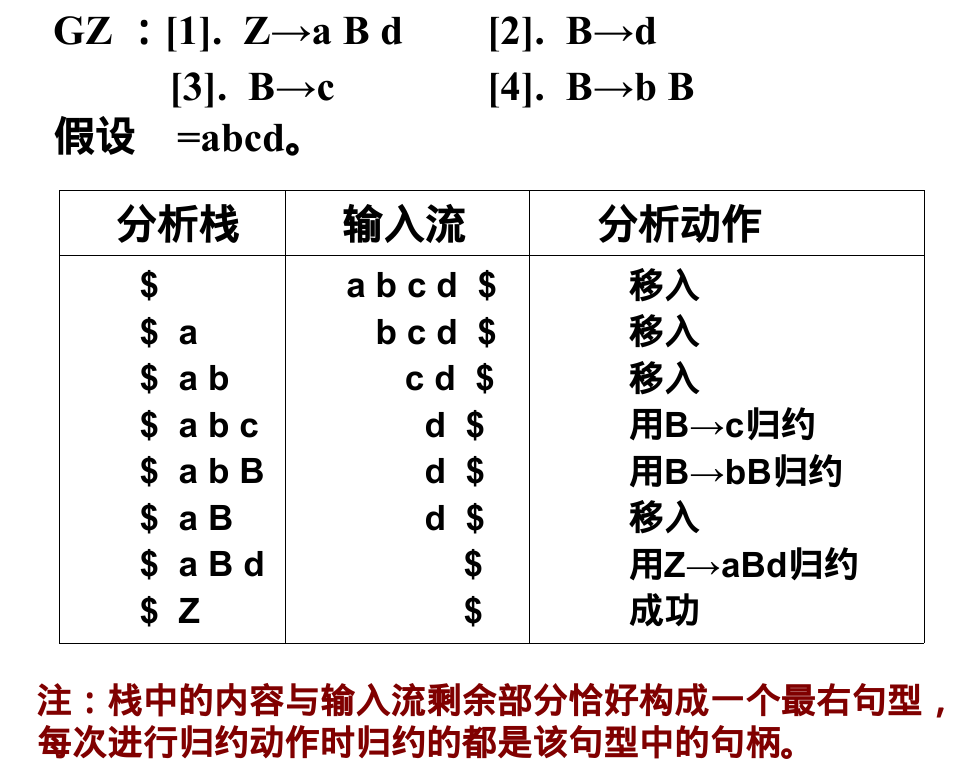 GZ ：[1]. Z→a B d [2]. B→d
[3]. B→c [4]. B→b B
假设 =abcd。
分析栈 输入流 分析动作
$ a b c d $ 移入
$ a b c d $ 移入
$ a b c d $ 移入
$ a b c d $ 用B→c归约
$ a b B d $ 用B→bB归约
$ a B d $ 移入
$ a B d $ 用Z→aBd归约
$ Z $ 成功
注：栈中的内容与输入流剩余部分恰好构成一个最右句型，
每次进行归约动作时归约的都是该句型中的句柄。